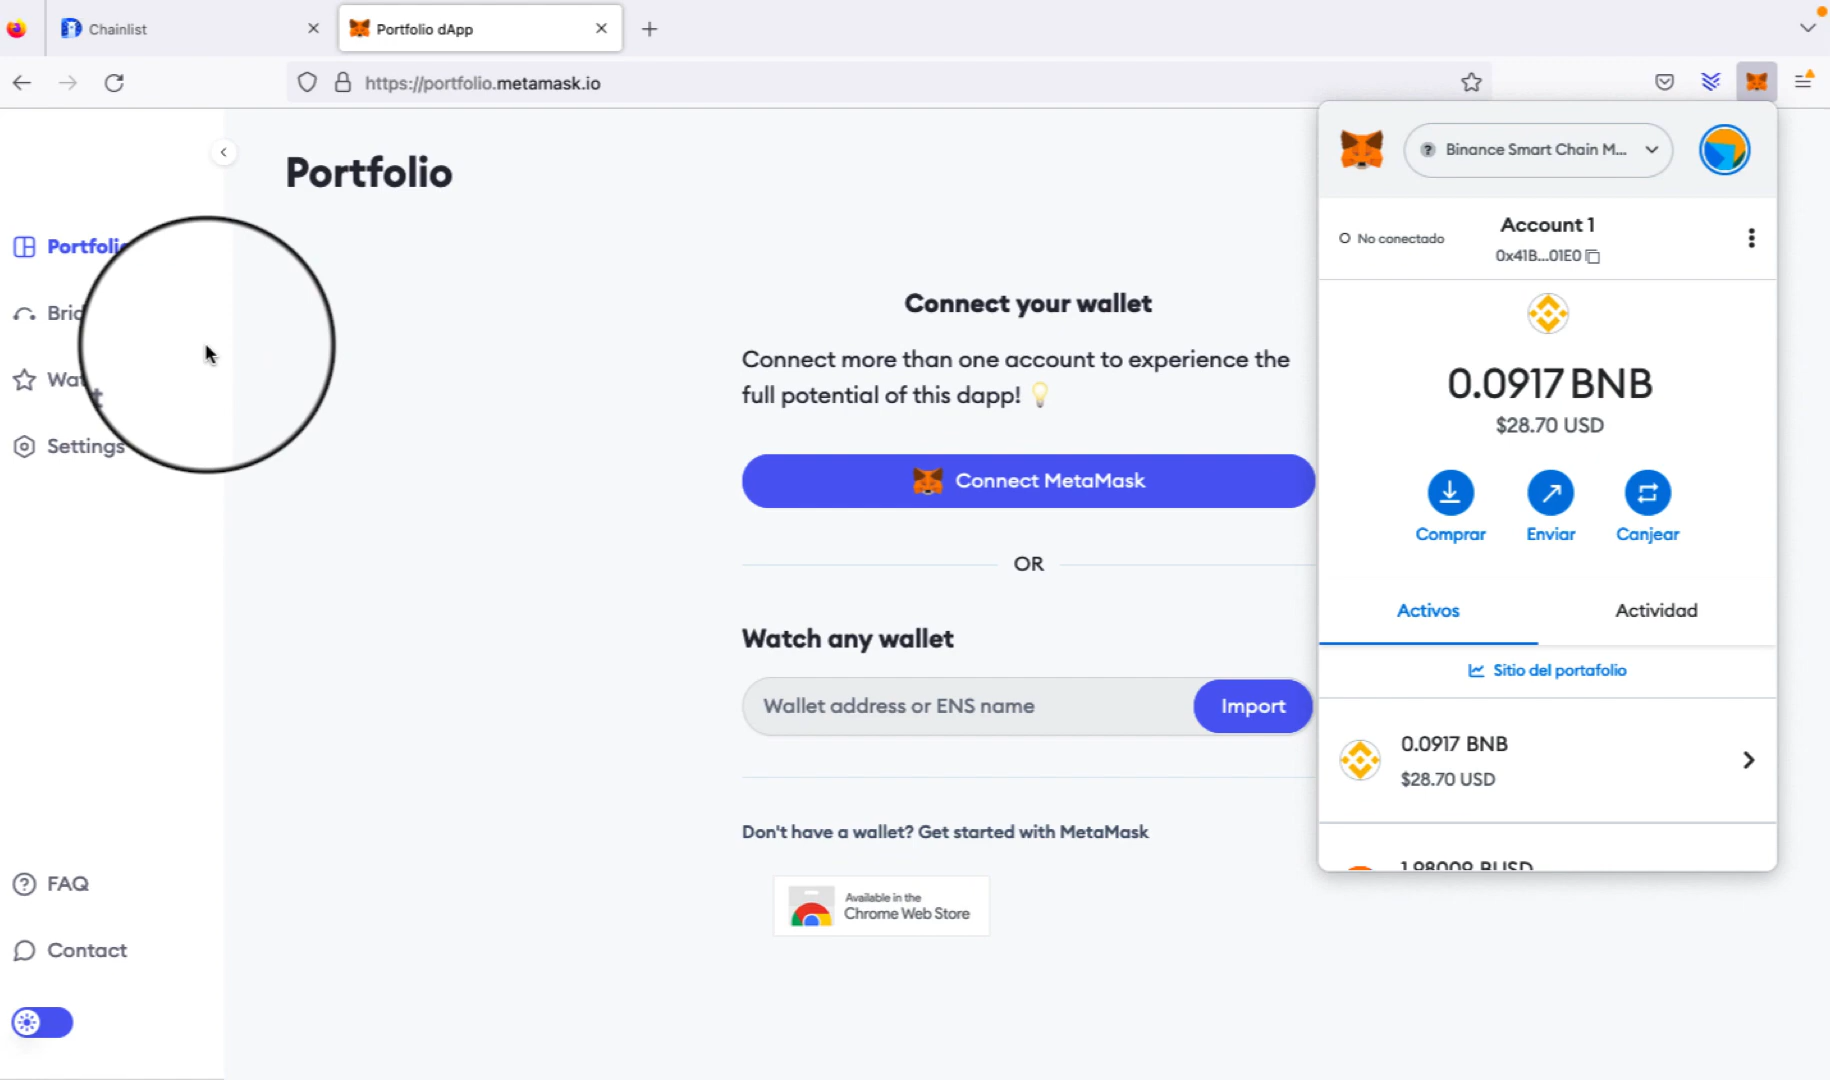 Chainlist
Portfolio dApp
https://portfolio.metamask.io
Portfolio
Portfolio
Settings
FAQ
Contact
Connect your wallet
Connect more than one account to experience the
full potential of this dapp!
Connect MetaMask
OR
Watch any wallet
Wallet address or ENS name
Import
Don't have a wallet? Get started with MetaMask
Available in the
Chrome Web Store
Binance Smart Chain M...
No conectado
Account 1
0x41B...01E0
0.0917 BNB
$28.70 USD
Comprar
Enviar
Canjear
Activos
Actividad
Sitio del portafolio
0.0917 BNB
$28.70 USD
1.98009 BUSD